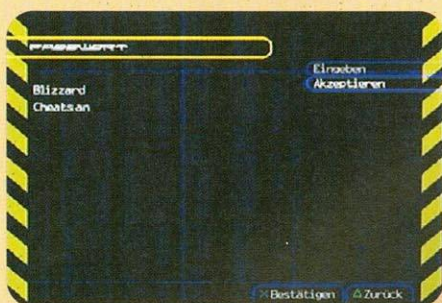 PASSWORT
Eingeben
Akzeptieren
Blizzard
Cheatsan
Bestätigen
Zurück